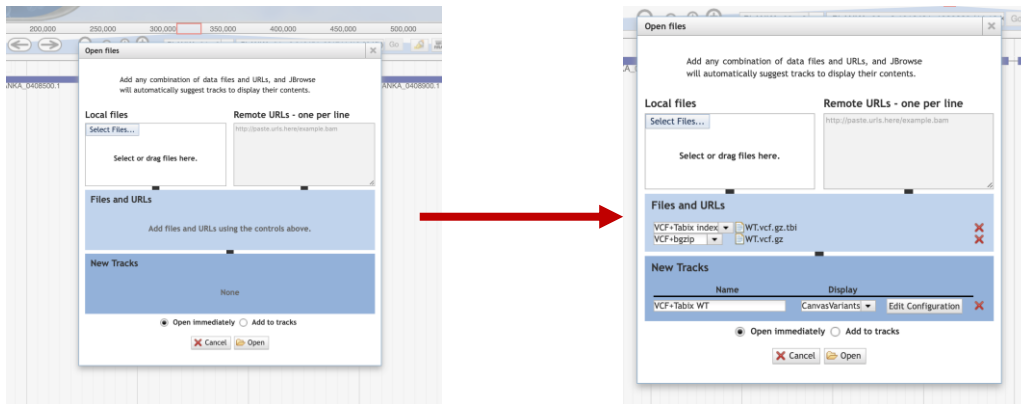 200,000 250,000 300,000 350,000 400,000 450,000 500,000
Open files
Go
Add any combination of data files and URLs, and JBrowse
will automatically suggest tracks to display their contents.
ANKA_0408500.1
ANKA_0408900.1
Local files
Remote URLs - one per line
Select Files...
http://paste.urls.here/example.bam
Select or drag files here.
Files and URLs
Add files and URLs using the controls above.
New Tracks
None
Open immediately Add to tracks
Cancel Open
Open files
Add any combination of data files and URLs, and JBrowse
will automatically suggest tracks to display their contents.
Local files
Remote URLs - one per line
Select Files...
http://paste.urls.here/example.bam
Select or drag files here.
Files and URLs
VCF+Tabix index WT.vcf.gz.tbi
VCF+bgzip WT.vcf.gz
New Tracks
Name Display
VCF+Tabix WT CanvasVariants Edit Configuration
Open immediately Add to tracks
Cancel Open